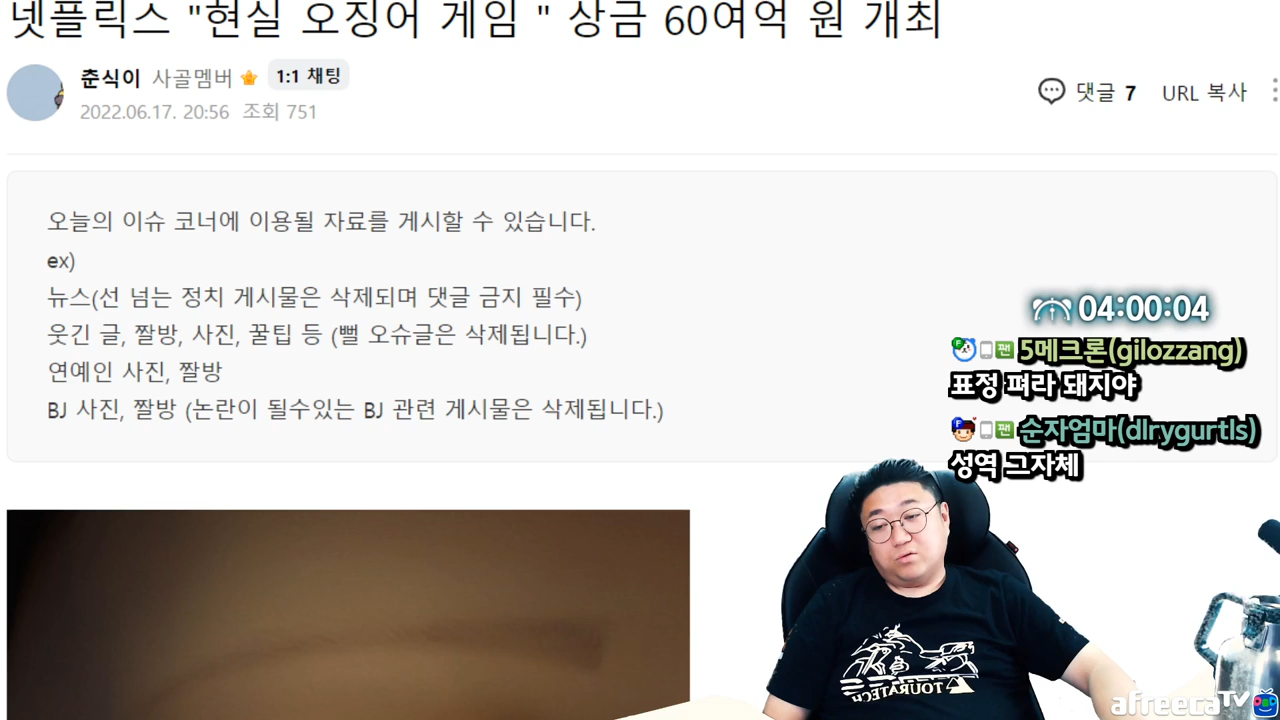 넷플릭스 "현실 오징어 게임 " 상금 60여억 원 개최
춘식이 사골멤버 1:1 채팅
2022.06.17. 20:56 조회 751
댓글 7 URL 복사
오늘의 이슈 코너에 이용될 자료를 게시할 수 있습니다.
ex)
뉴스(선 넘는 정치 게시물은 삭제되며 댓글 금지 필수)
웃긴 글, 짤방, 사진, 꿀팁 등 (뻘 오슈글은 삭제됩니다.)
연예인 사진, 짤방
BJ 사진, 짤방 (논란이 될수있는 BJ 관련 게시물은 삭제됩니다.)
04:00:04
F 팬 5메크론(gilozzang)
표정 펴라 돼지야
F 팬 순자엄마(dlrygurtls)
성역 그자체
TOURATECH
afreecaTV